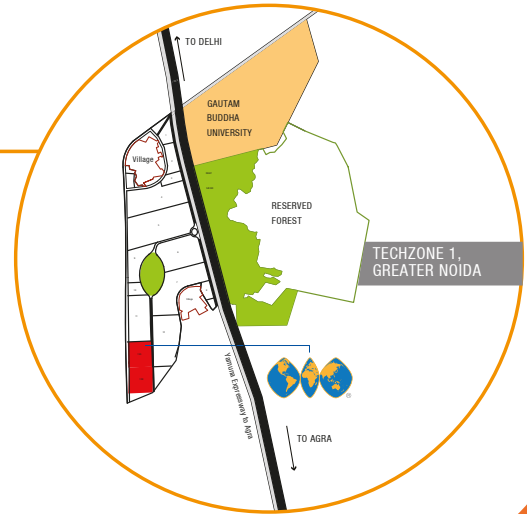 TO DELHI
GAUTAM
BUDDHA
UNIVERSITY
Village
RESERVED
FOREST
TECHZONE 1,
GREATER NOIDA
Yamuna Expressway to Agra
TO AGRA